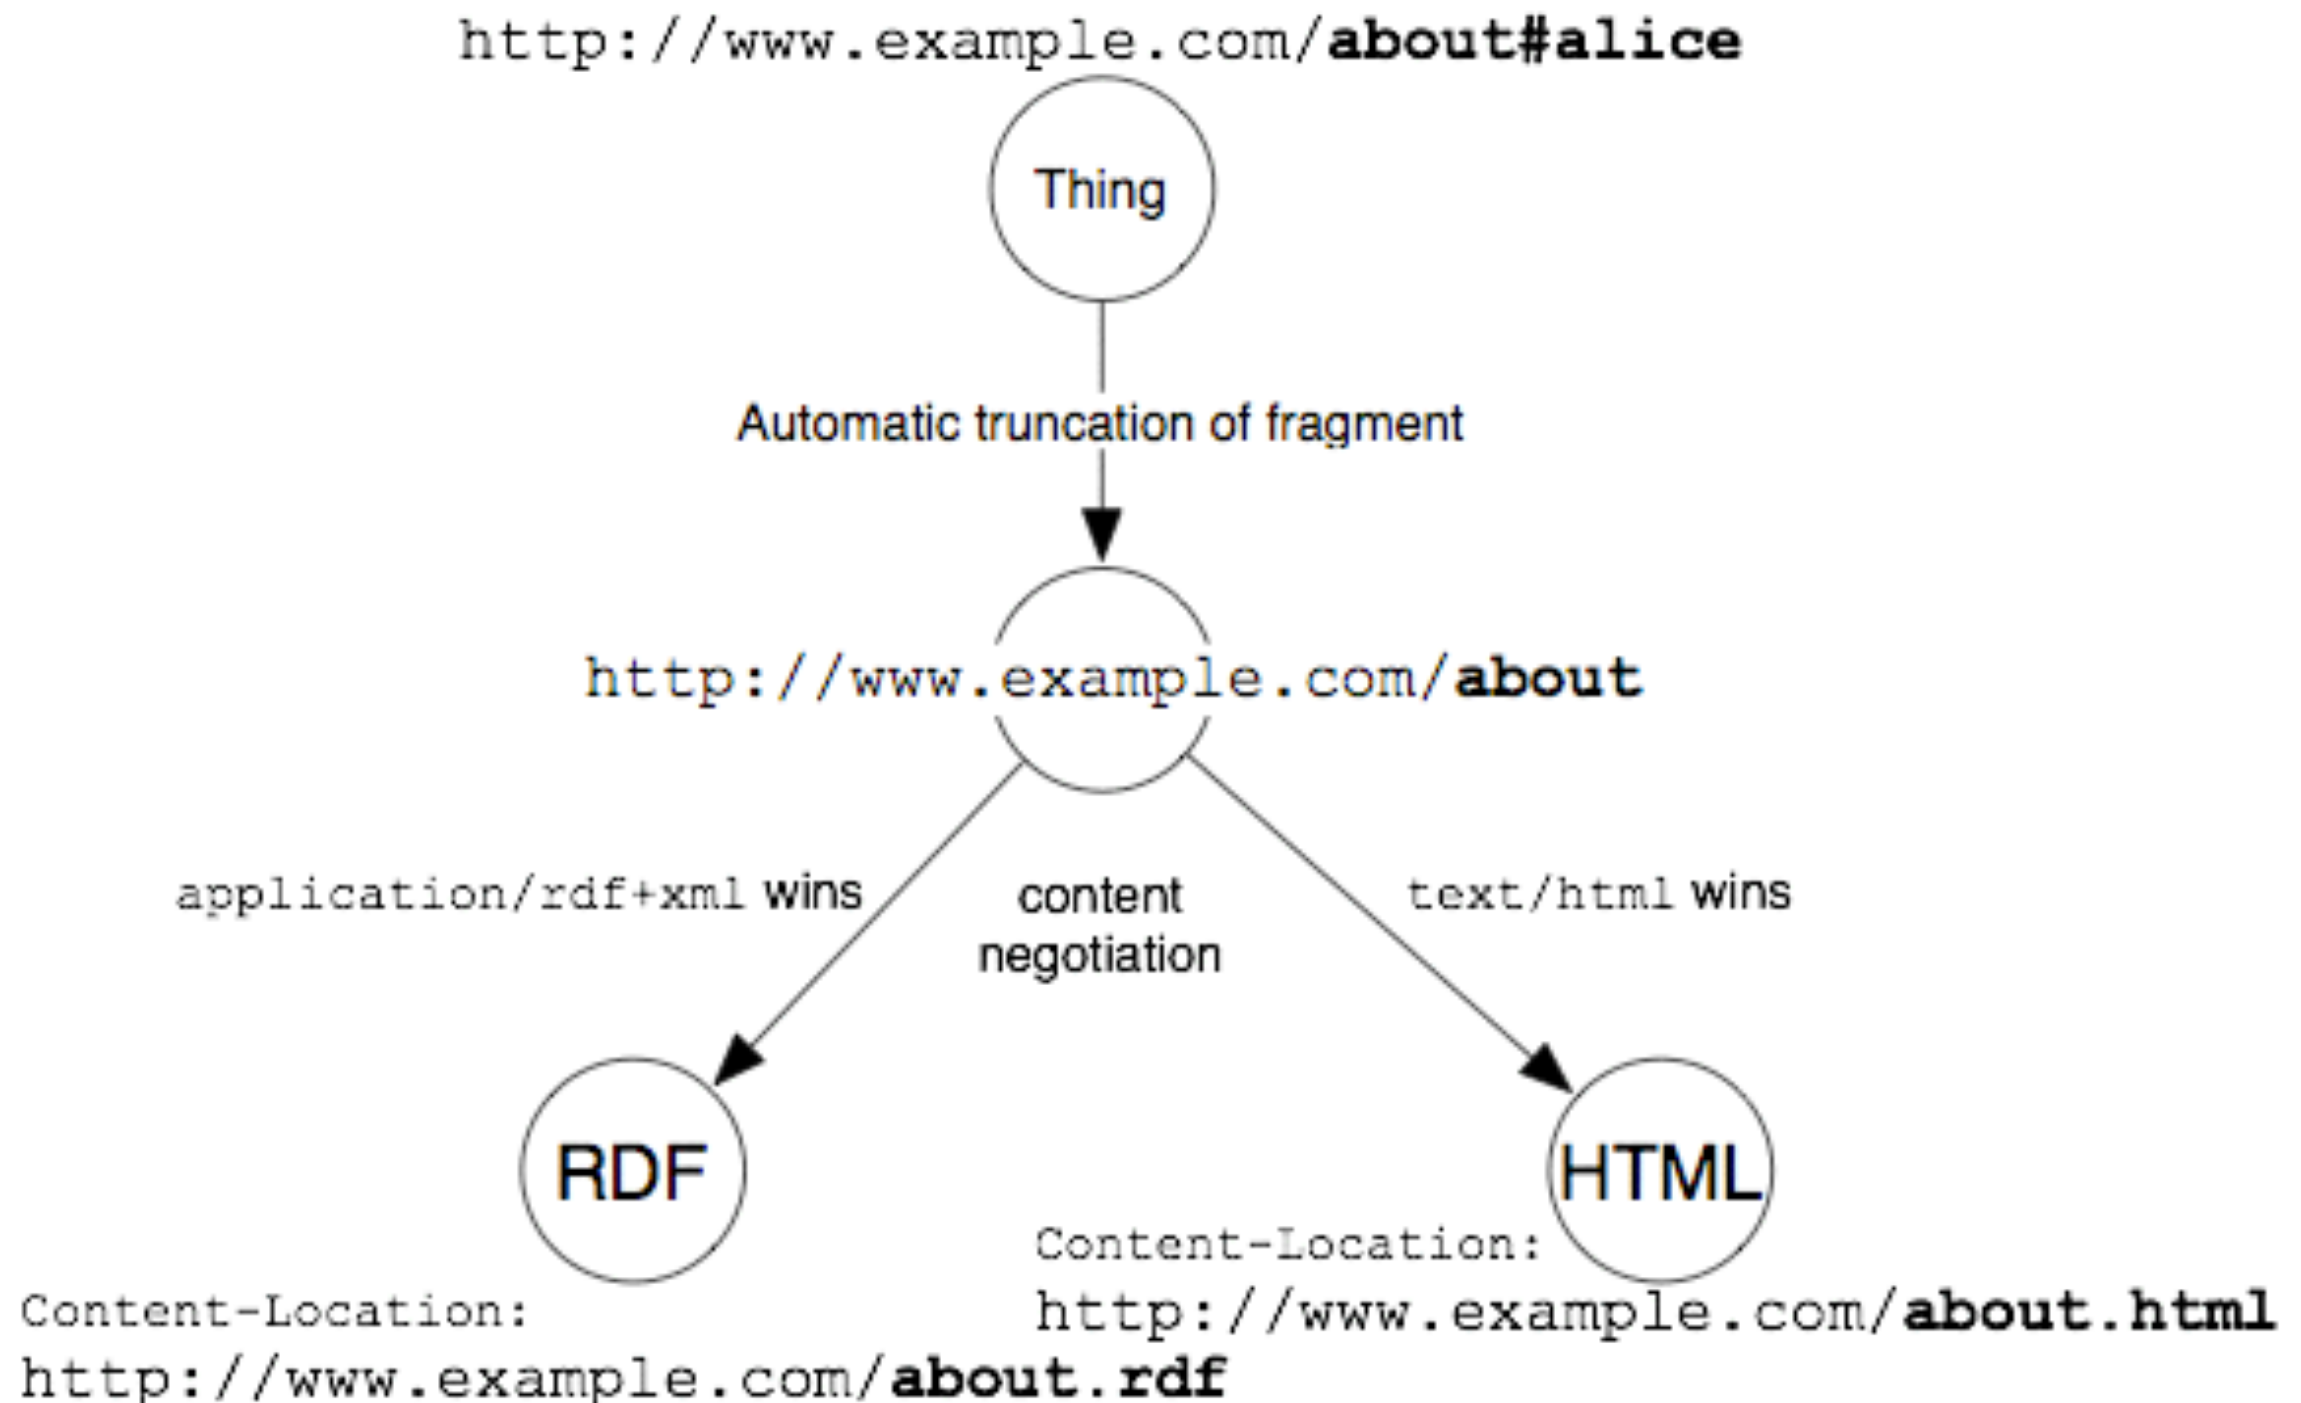 http://www.example.com/about#alice
Thing
Automatic truncation of fragment
http://www.example.com/about
application/rdf+xml wins
content
negotiation
text/html wins
RDF
HTML
Content-Location:
http://www.example.com/about.html
Content-Location:
http://www.example.com/about.rdf